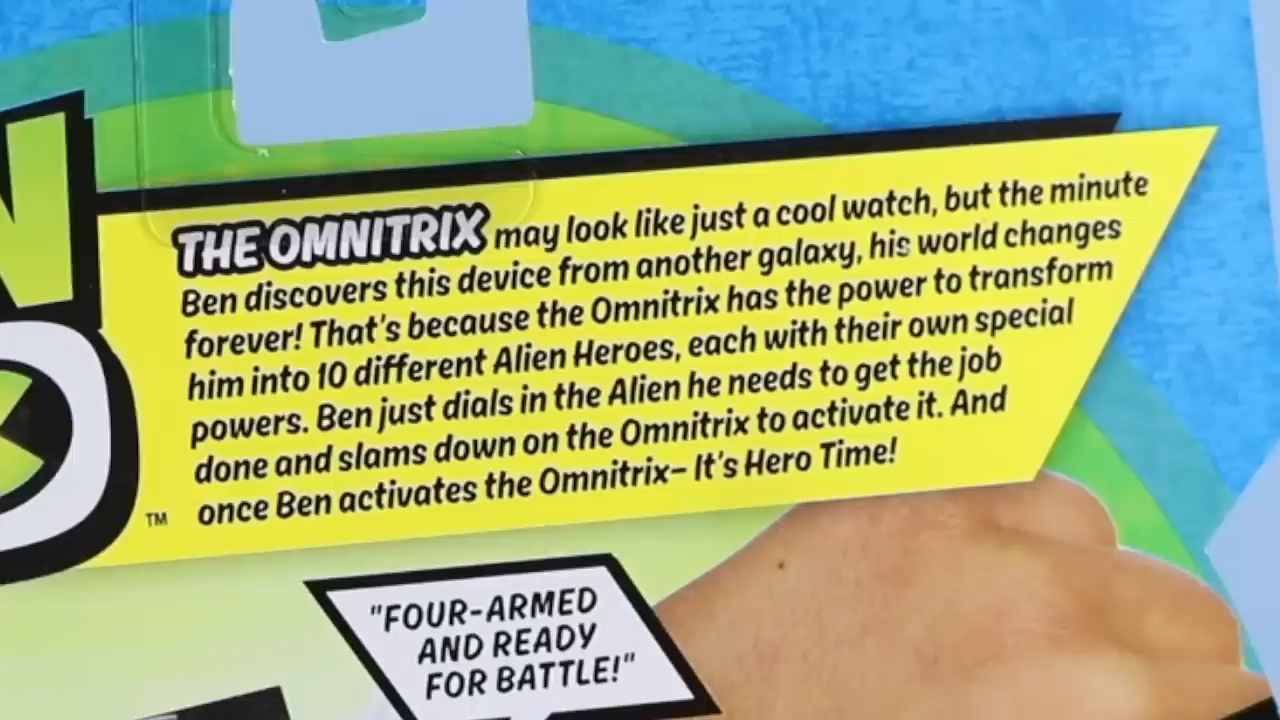 THE OMNITRIX may look like just a cool watch, but the minute
Ben discovers this device from another galaxy, his world changes
forever! That's because the Omnitrix has the power to transform
him into 10 different Alien Heroes, each with their own special
powers. Ben just dials in the Alien he needs to get the job
done and slams down on the Omnitrix to activate it. And
once Ben activates the Omnitrix– It's Hero Time!
TM
"FOUR-ARMED
AND READY
FOR BATTLE!"